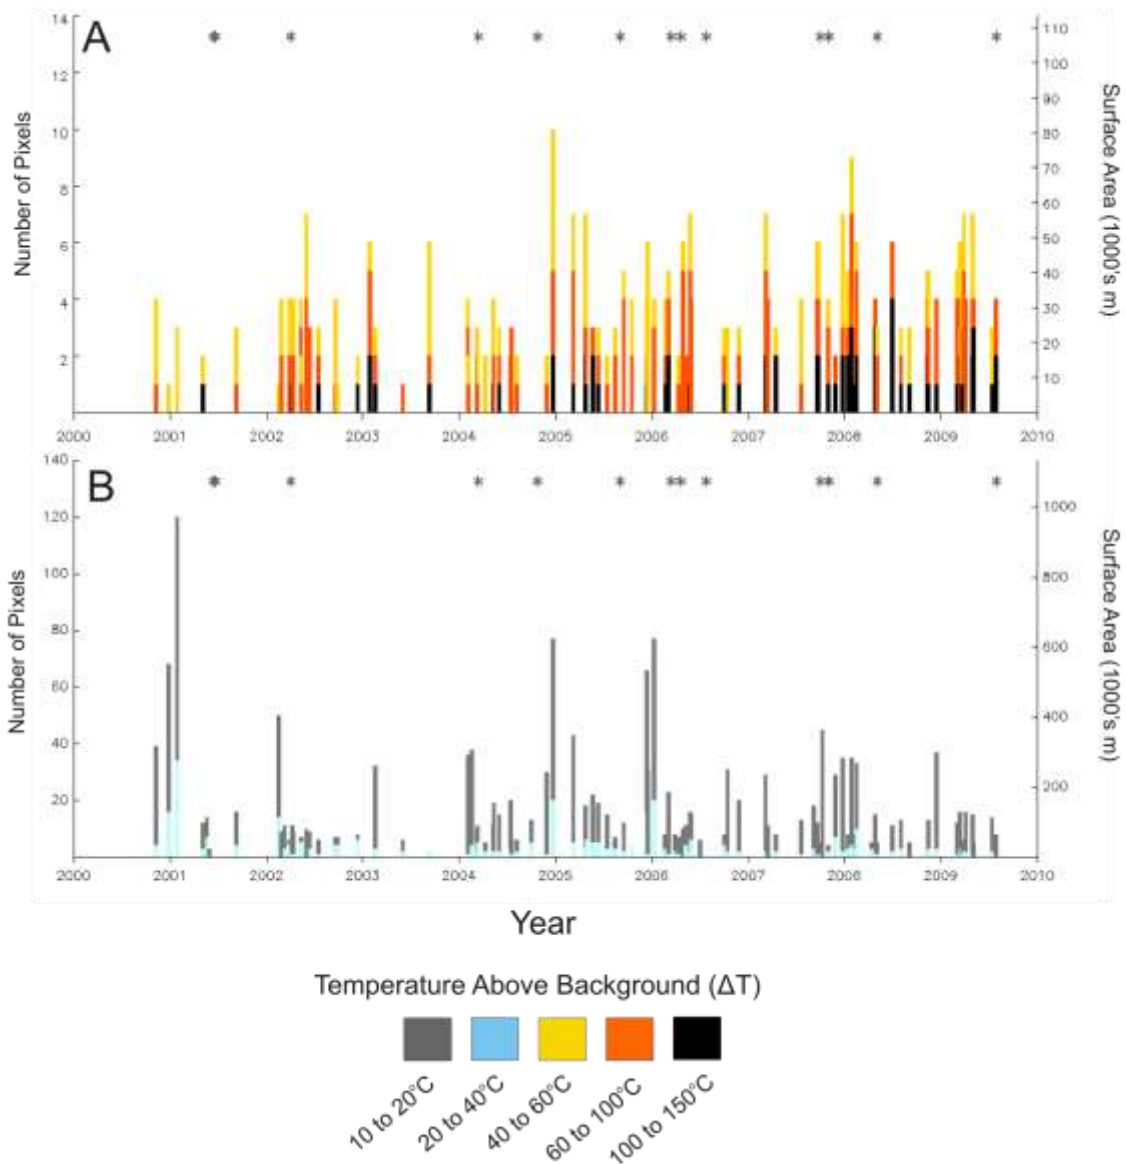 A
14
12
10
8
6
4
2
Number of Pixels
110
100
90
80
70
60
50
40
30
20
10
Surface Area (1000's m)
* * * * * * * * * * * *
2000 2001 2002 2003 2004 2005 2006 2007 2008 2009 2010
B
140
120
100
80
60
40
20
Number of Pixels
1000
800
600
400
200
Surface Area (1000's m)
* * * * * * * * * * * *
2000 2001 2002 2003 2004 2005 2006 2007 2008 2009 2010
Year
Temperature Above Background (ΔT)
10 to 20°C
20 to 40°C
40 to 60°C
60 to 100°C
100 to 150°C